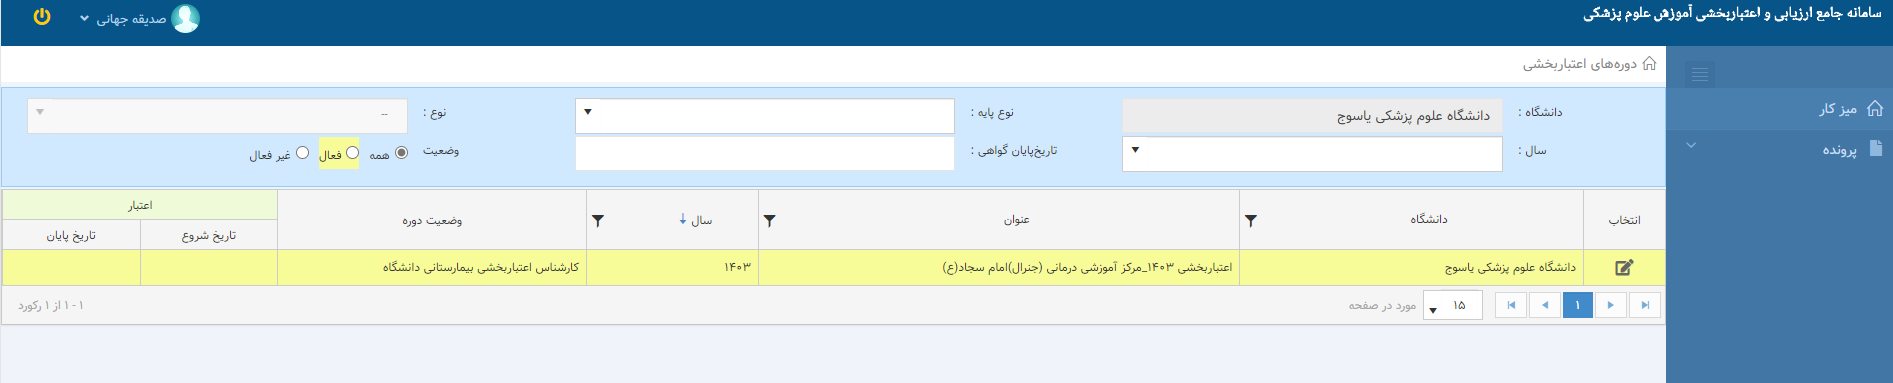 سامانه جامع ارزیابی و اعتباربخشی آموزش علوم پزشکی
صدیقه جهانی
دوره‌های اعتباربخشی
میز کار
پرونده
دانشگاه : دانشگاه علوم پزشکی یاسوج نوع پایه : نوع : --
سال : تاریخ‌پایان گواهی : وضعیت همه فعال غیر فعال
انتخاب دانشگاه عنوان سال وضعیت دوره اعتبار
تاریخ شروع تاریخ پایان
دانشگاه علوم پزشکی یاسوج اعتباربخشی ۱۴۰۳_مرکز آموزشی درمانی (جنرال)امام سجاد(ع) ۱۴۰۳ کارشناس اعتباربخشی بیمارستانی دانشگاه
۱ ۱۵ مورد در صفحه ۱ - ۱ از ۱ رکورد